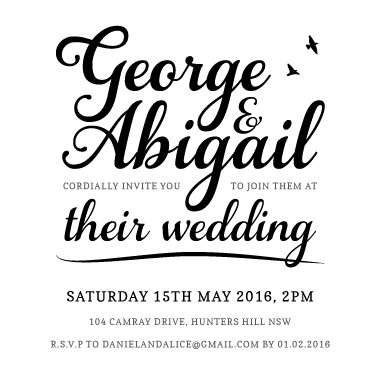 George
&
Abigail
CORDIALLY INVITE YOU TO JOIN THEM AT
their wedding
SATURDAY 15TH MAY 2016, 2PM
104 CAMRAY DRIVE, HUNTERS HILL NSW
R.S.V.P TO DANIELANDALICE@GMAIL.COM BY 01.02.2016